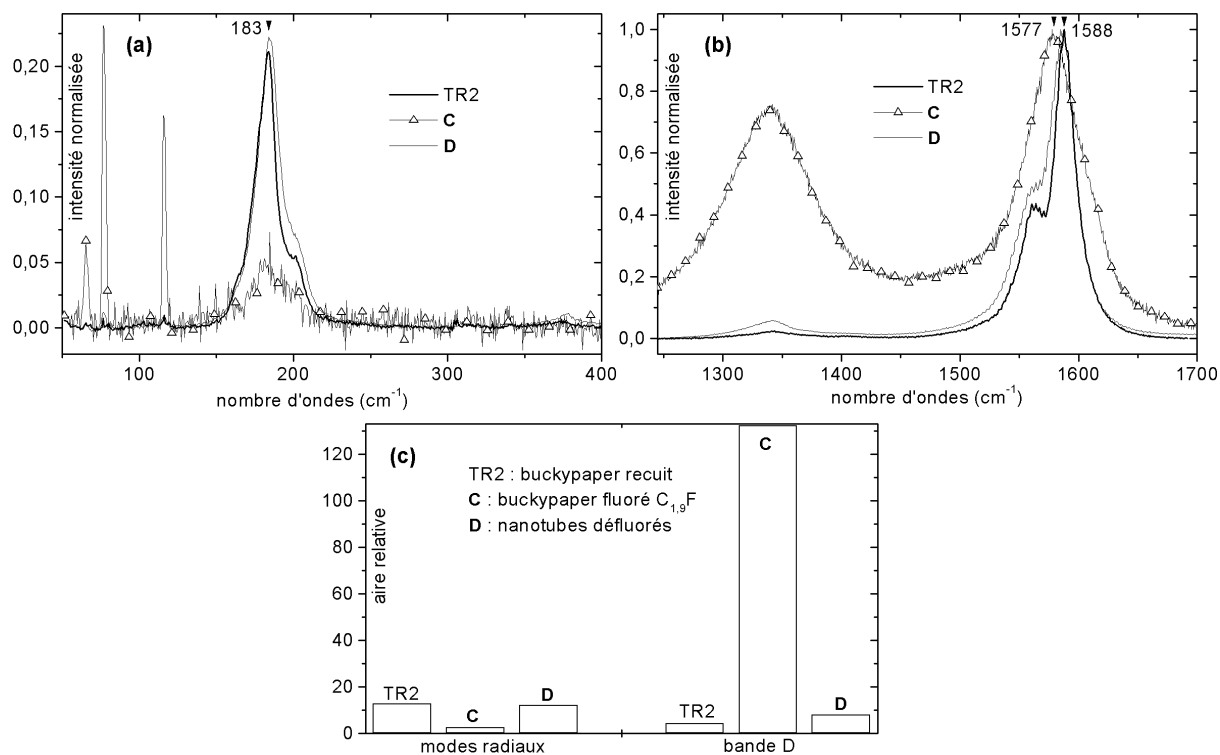 183
(a)
0,20
0,15
0,10
0,05
0,00
intensité normalisée
TR2
C
D
100
200
300
400
nombre d'ondes (cm-1)
1577
1588
(b)
1,0
0,8
0,6
0,4
0,2
0,0
intensité normalisée
TR2
C
D
1300
1400
1500
1600
1700
nombre d'ondes (cm-1)
(c)
120
100
80
60
40
20
0
aire relative
TR2 : buckypaper recuit
C : buckypaper fluoré C1,9F
D : nanotubes défluorés
TR2
C
D
TR2
C
D
modes radiaux
bande D